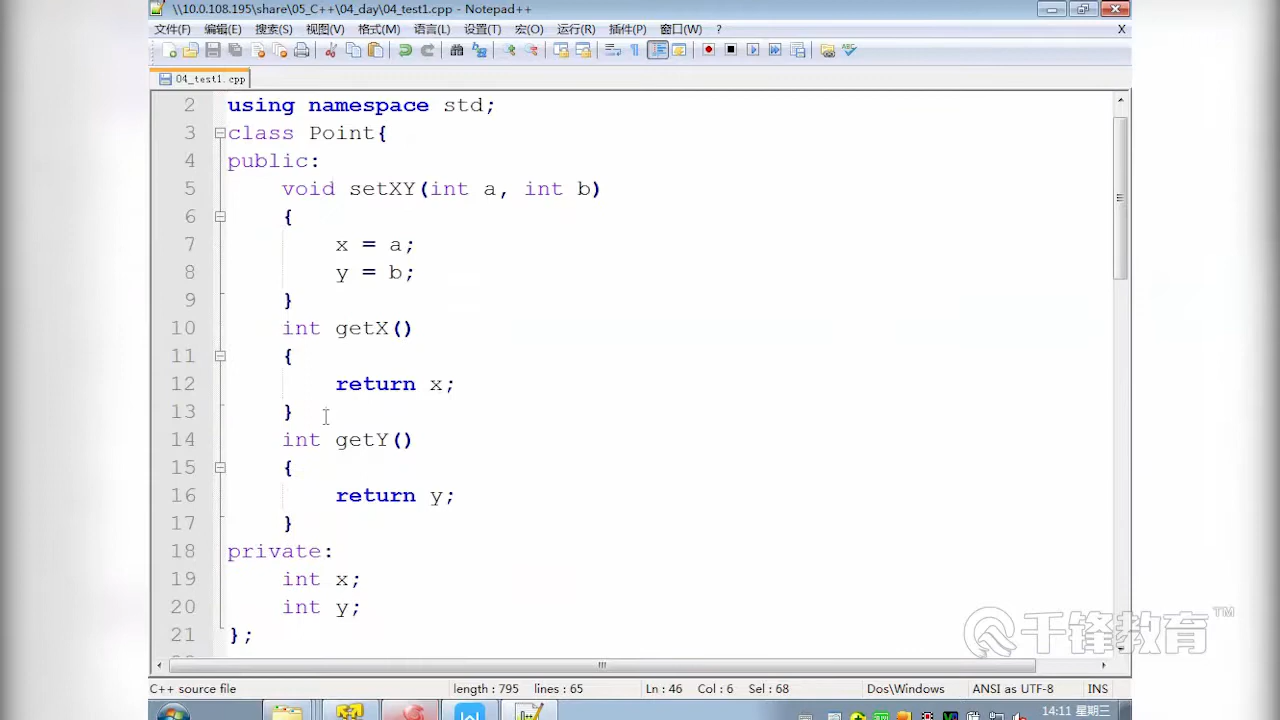 \\10.0.108.195\share\05_C++\04_day\04_test1.cpp - Notepad++
文件(F) 编辑(E) 搜索(S) 视图(V) 格式(M) 语言(L) 设置(T) 宏(O) 运行(R) 插件(P) 窗口(W) ? X
04_test1.cpp
2 using namespace std;
3 class Point{
4 public:
5 void setXY(int a, int b)
6 {
7 x = a;
8 y = b;
9 }
10 int getX()
11 {
12 return x;
13 }
14 int getY()
15 {
16 return y;
17 }
18 private:
19 int x;
20 int y;
21 };
千锋教育™
C++ source file length : 795 lines : 65 Ln : 46 Col : 6 Sel : 68 Dos\Windows ANSI as UTF-8 INS
14:11 星期三